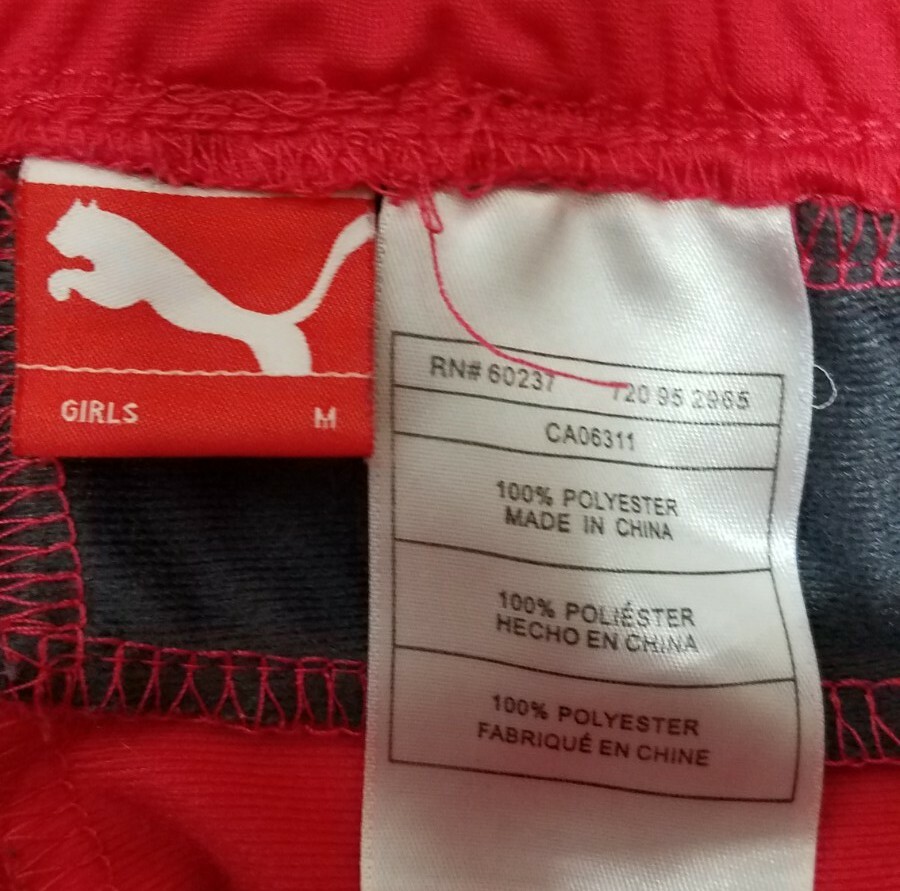 GIRLS M
RN# 60237 720 95 2965
CA06311
100% POLYESTER
MADE IN CHINA
100% POLIÉSTER
HECHO EN CHINA
100% POLYESTER
FABRIQUÉ EN CHINE